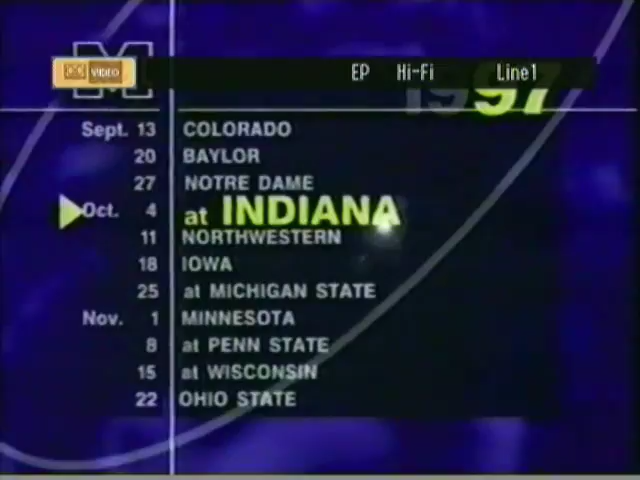 M
CC VIDEO EP Hi-Fi Line1
1997
Sept. 13 COLORADO
20 BAYLOR
27 NOTRE DAME
Oct. 4 at INDIANA
11 NORTHWESTERN
18 IOWA
25 at MICHIGAN STATE
Nov. 1 MINNESOTA
8 at PENN STATE
15 at WISCONSIN
22 OHIO STATE